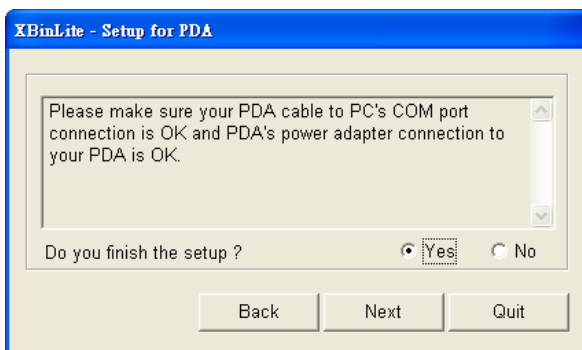 XBinLite - Setup for PDA
Please make sure your PDA cable to PC's COM port
connection is OK and PDA's power adapter connection to
your PDA is OK.
Do you finish the setup ? Yes No
Back Next Quit